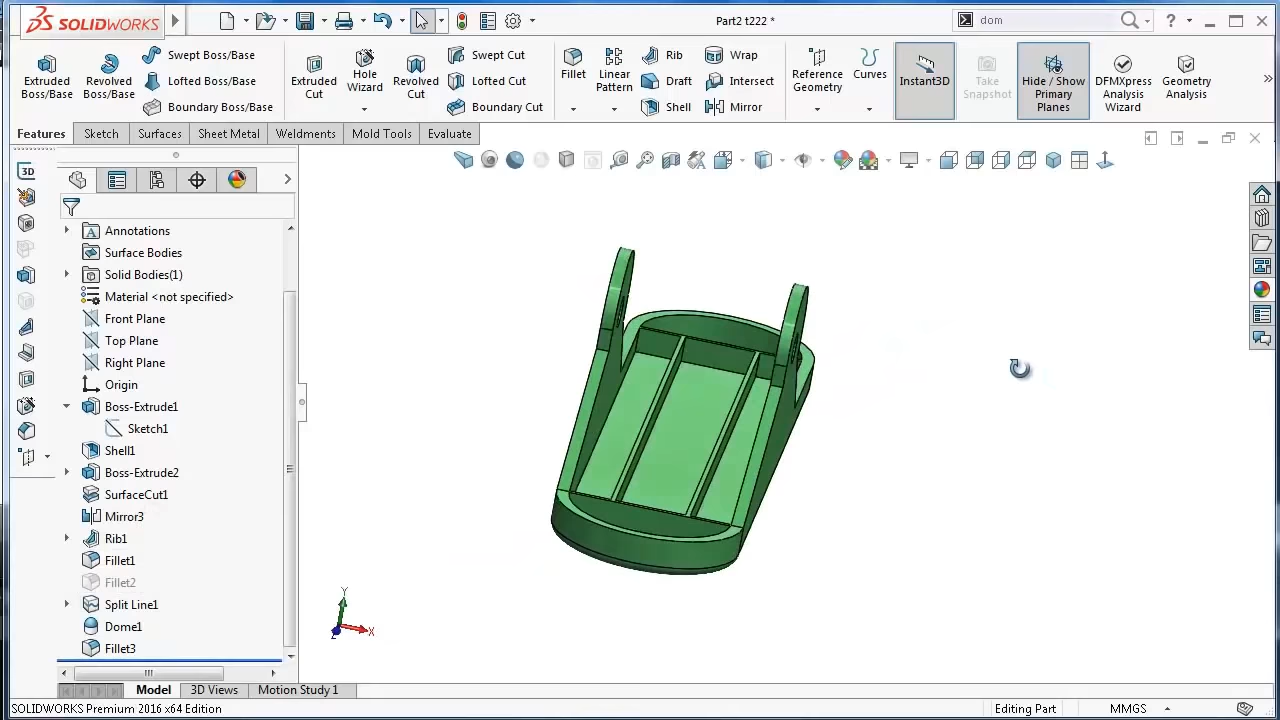 SOLIDWORKS
Part2 t222 *
dom
Extruded Boss/Base
Revolved Boss/Base
Swept Boss/Base
Lofted Boss/Base
Boundary Boss/Base
Extruded Cut
Hole Wizard
Revolved Cut
Swept Cut
Lofted Cut
Boundary Cut
Fillet
Linear Pattern
Rib
Draft
Shell
Wrap
Intersect
Mirror
Reference Geometry
Curves
Instant3D
Take Snapshot
Hide / Show Primary Planes
DFMXpress Analysis Wizard
Geometry Analysis
Features
Sketch
Surfaces
Sheet Metal
Weldments
Mold Tools
Evaluate
3D
Annotations
Surface Bodies
Solid Bodies(1)
Material <not specified>
Front Plane
Top Plane
Right Plane
Origin
Boss-Extrude1
Sketch1
Shell1
Boss-Extrude2
SurfaceCut1
Mirror3
Rib1
Fillet1
Fillet2
Split Line1
Dome1
Fillet3
Y
X
Z
Model
3D Views
Motion Study 1
SOLIDWORKS Premium 2016 x64 Edition
Editing Part
MMGS